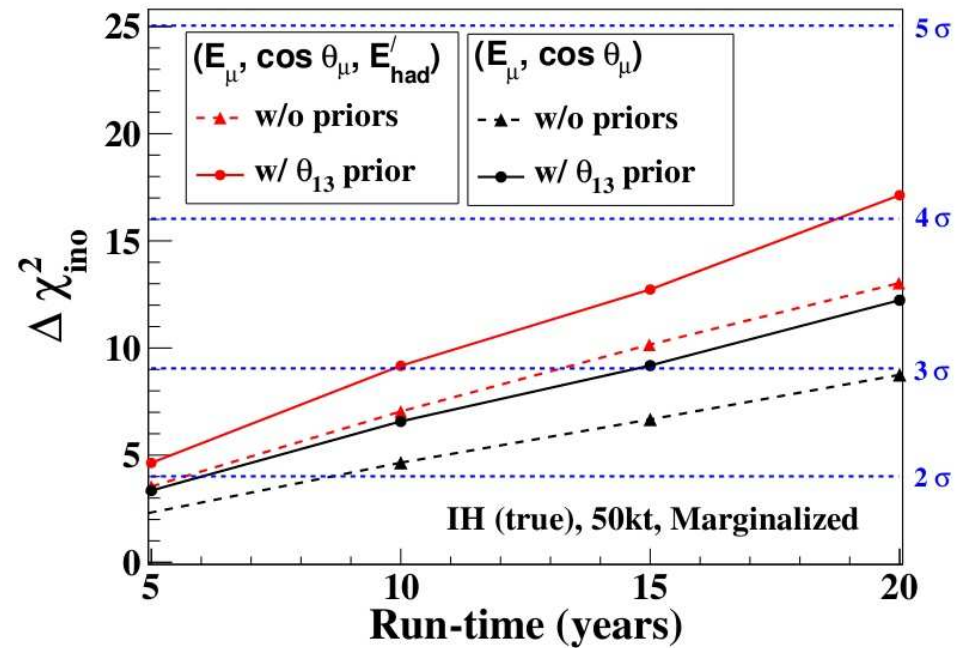 25
20
15
10
5
0
Δ χ²ino
(Eμ, cos θμ, E′had)
w/o priors
w/ θ13 prior
(Eμ, cos θμ)
w/o priors
w/ θ13 prior
5 σ
4 σ
3 σ
2 σ
IH (true), 50kt, Marginalized
5 10 15 20
Run-time (years)